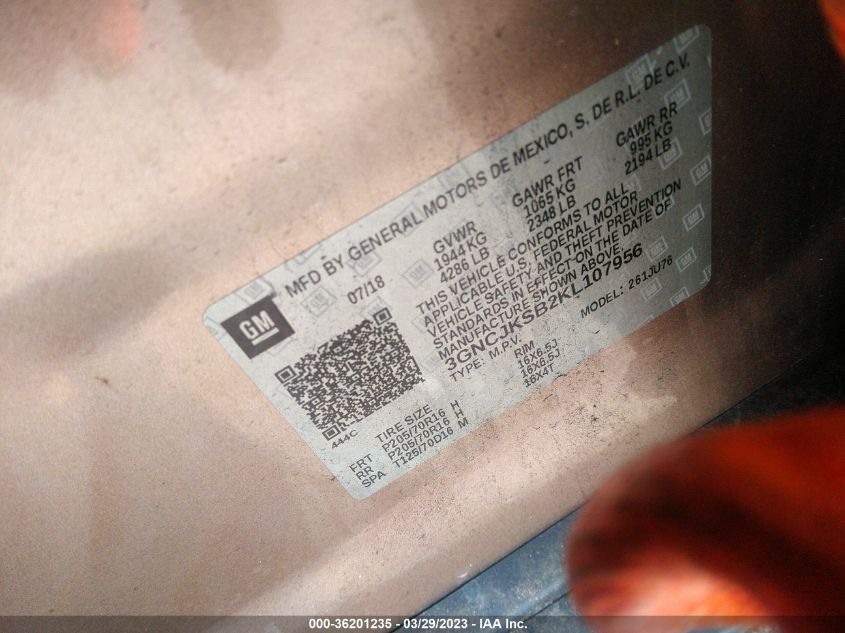 MFD BY GENERAL MOTORS DE MEXICO, S. DE R.L. DE C.V.
07/18
GVWR
1944 KG
4286 LB
GAWR FRT
1065 KG
2348 LB
GAWR RR
995 KG
2194 LB
GM
THIS VEHICLE CONFORMS TO ALL
APPLICABLE U.S. FEDERAL MOTOR
VEHICLE SAFETY AND THEFT PREVENTION
STANDARDS IN EFFECT ON THE DATE OF
MANUFACTURE SHOWN ABOVE.
3GNCJKSB2KL107956
TYPE: M.P.V. MODEL: 261JU76
444C
TIRE SIZE RIM
FRT P205/70R16 H 16X6.5J
RR P205/70R16 H 16X6.5J
SPA T125/70D16 M 16X4T
000-36201235 - 03/29/2023 - IAA Inc.